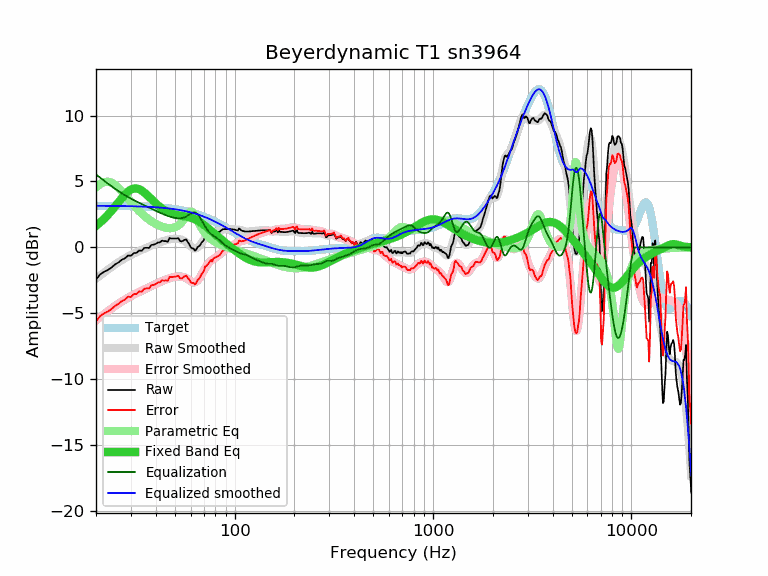 Beyerdynamic T1 sn3964
Amplitude (dBr)
10
5
0
−5
−10
−15
−20
Target
Raw Smoothed
Error Smoothed
Raw
Error
Parametric Eq
Fixed Band Eq
Equalization
Equalized smoothed
100 1000 10000
Frequency (Hz)